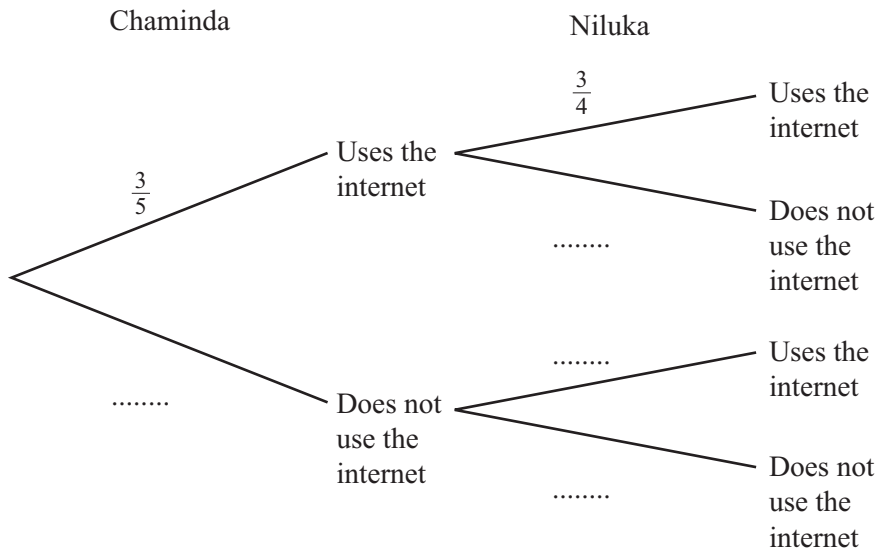 Chaminda
Niluka
3/4
Uses the
internet
3/5
Uses the
internet
Does not
use the
internet
........
........
Uses the
internet
........
Does not
use the
internet
........
Does not
use the
internet